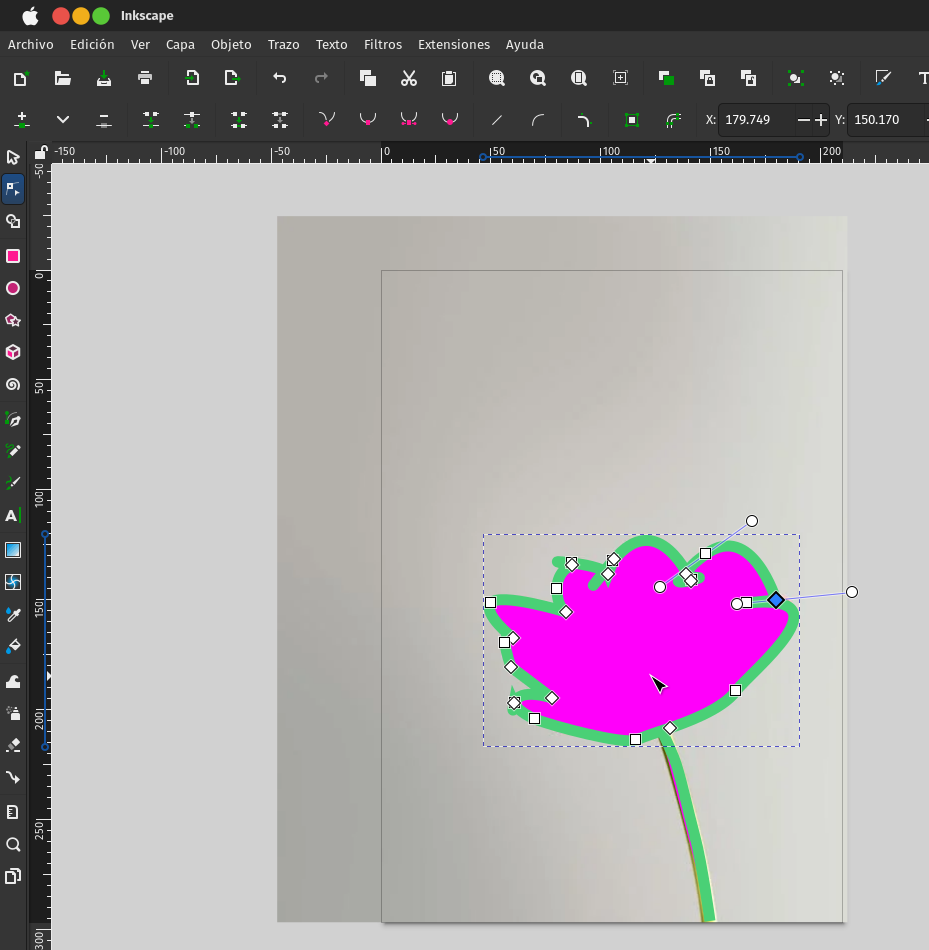 Inkscape
Archivo Edición Ver Capa Objeto Trazo Texto Filtros Extensiones Ayuda
X: 179.749 Y: 150.170
-150 -100 -50 0 50 100 150 200
-50
0
50
100
150
200
250
300